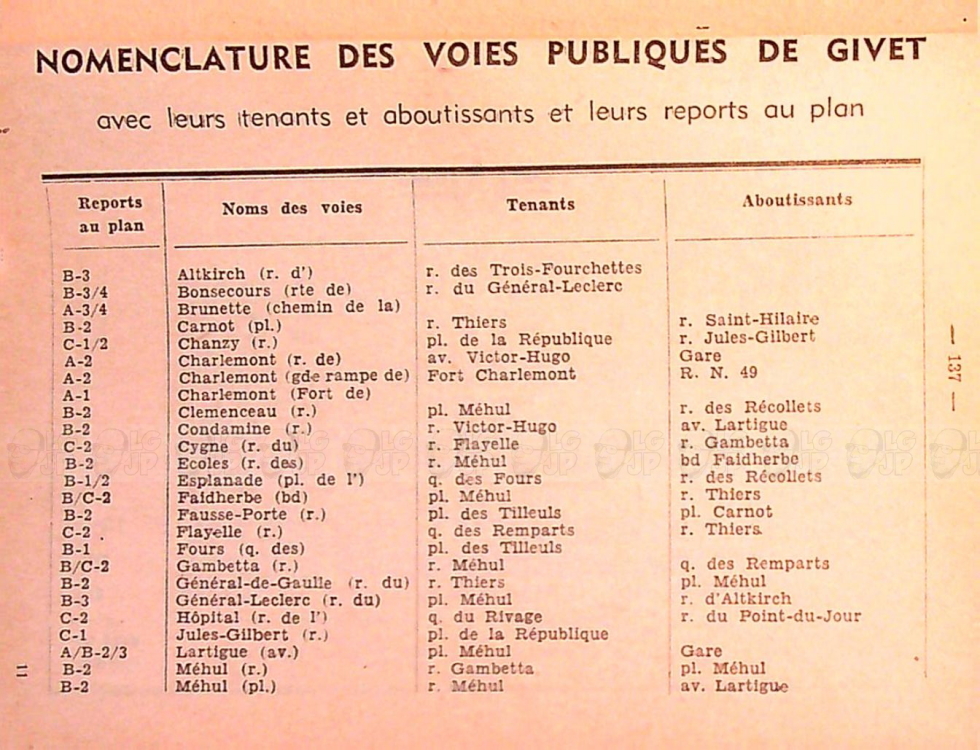 NOMENCLATURE DES VOIES PUBLIQUES DE GIVET
avec leurs tenants et aboutissants et leurs reports au plan
Reports au plan Noms des voies Tenants Aboutissants
B-3 Altkirch (r. d') r. des Trois-Fourchettes
B-3/4 Bonsecours (rte de) r. du Général-Leclerc
A-3/4 Brunette (chemin de la)
B-2 Carnot (pl.) r. Thiers r. Saint-Hilaire
C-1/2 Chanzy (r.) pl. de la République r. Jules-Gilbert
A-2 Charlemont (r. de) av. Victor-Hugo Gare
A-2 Charlemont (gde rampe de) Fort Charlemont R. N. 49
A-1 Charlemont (Fort de)
B-2 Clemenceau (r.) pl. Méhul r. des Récollets
B-2 Condamine (r.) r. Victor-Hugo av. Lartigue
C-2 Cygne (r. du) r. Flayelle r. Gambetta
B-2 Ecoles (r. des) r. Méhul bd Faidherbe
B-1/2 Esplanade (pl. de l') q. des Fours r. des Récollets
B/C-2 Faidherbe (bd) pl. Méhul r. Thiers
B-2 Fausse-Porte (r.) pl. des Tilleuls pl. Carnot
C-2 . Flayelle (r.) q. des Remparts r. Thiers
B-1 Fours (q. des) pl. des Tilleuls
B/C-2 Gambetta (r.) r. Méhul q. des Remparts
B-2 Général-de-Gaulle (r. du) r. Thiers pl. Méhul
B-3 Général-Leclerc (r. du) pl. Méhul r. d'Altkirch
C-2 Hôpital (r. de l') q. du Rivage r. du Point-du-Jour
C-1 Jules-Gilbert (r.) pl. de la République
A/B-2/3 Lartigue (av.) pl. Méhul Gare
B-2 Méhul (r.) r. Gambetta pl. Méhul
B-2 Méhul (pl.) r. Méhul av. Lartigue
— 137 —
11
LG JP